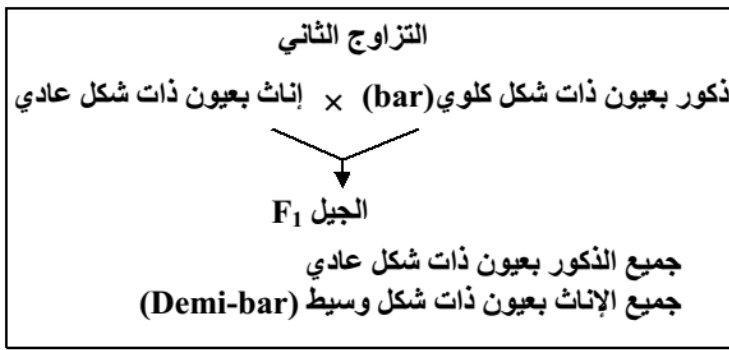 التزاوج الثاني
ذكور بعيون ذات شكل كلوي(bar) × إناث بعيون ذات شكل عادي
الجيل F₁
جميع الذكور بعيون ذات شكل عادي
جميع الإناث بعيون ذات شكل وسيط (Demi-bar)